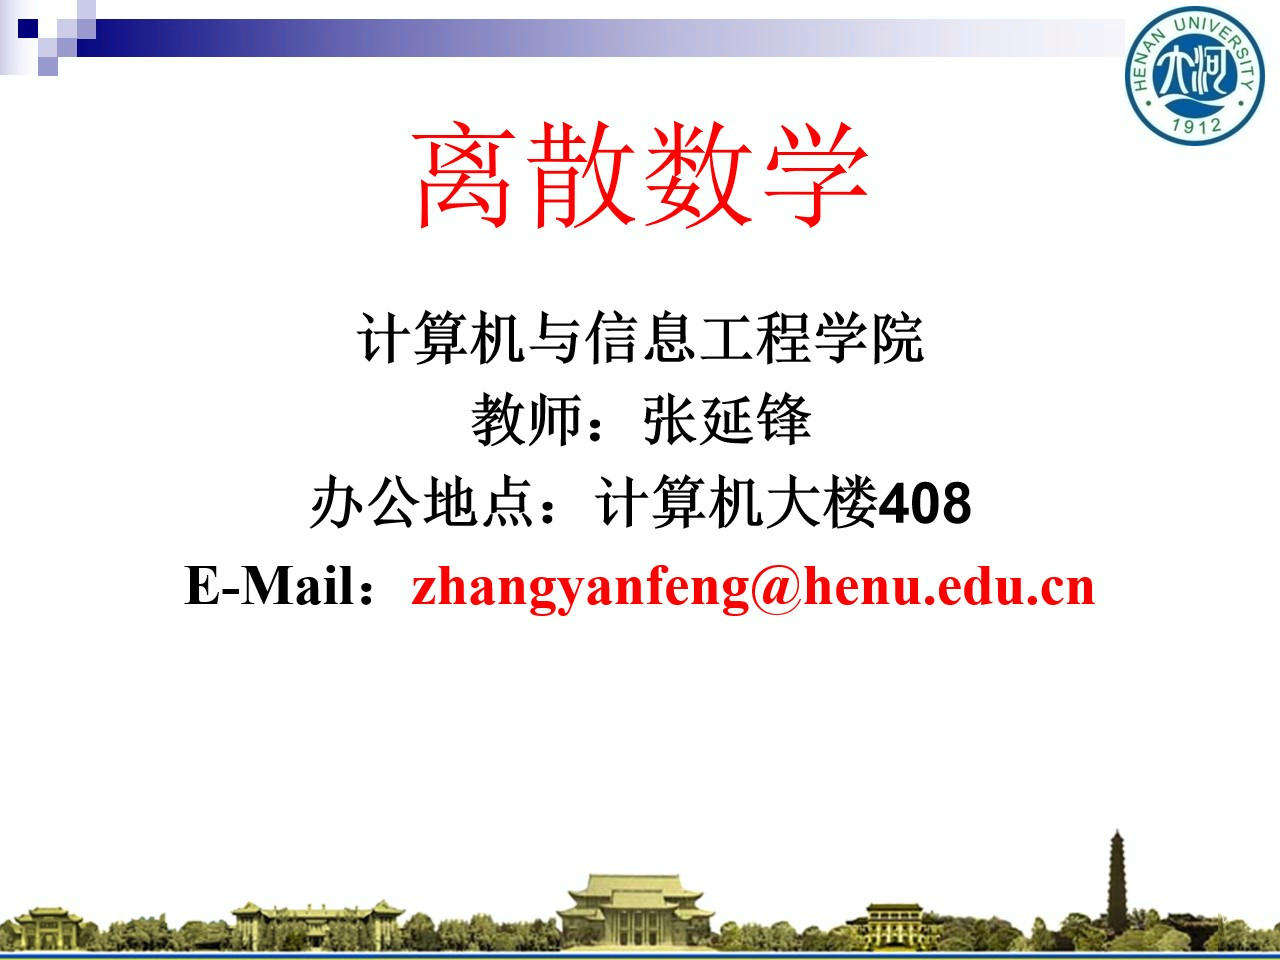 HENAN UNIVERSITY
大河
1912
离散数学
计算机与信息工程学院
教师：张延锋
办公地点：计算机大楼408
E-Mail：zhangyanfeng@henu.edu.cn